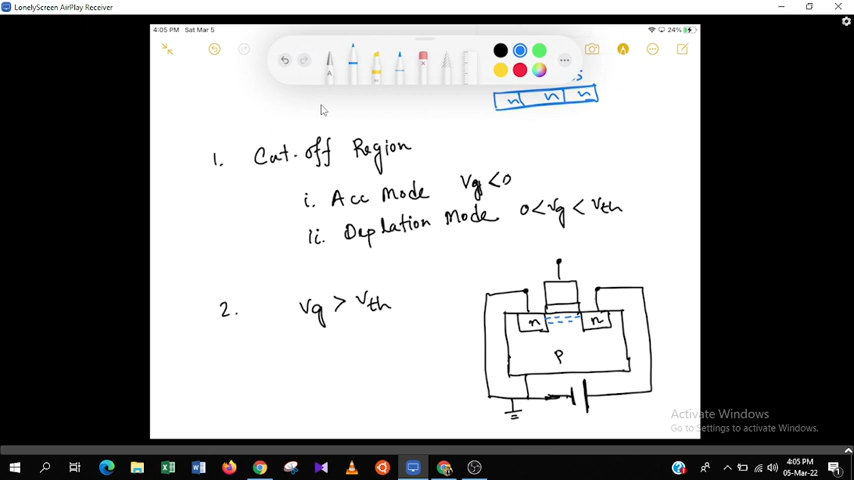 LonelyScreen AirPlay Receiver
4:05 PM Sat Mar 5
24%
n n n
1. Cut-off Region
i. Acc Mode Vg<0
ii. Deplation Mode 0<Vg<Vth
2. Vg > Vth
n n
P
Activate Windows
Go to Settings to activate Windows.
4:05 PM
05-Mar-22